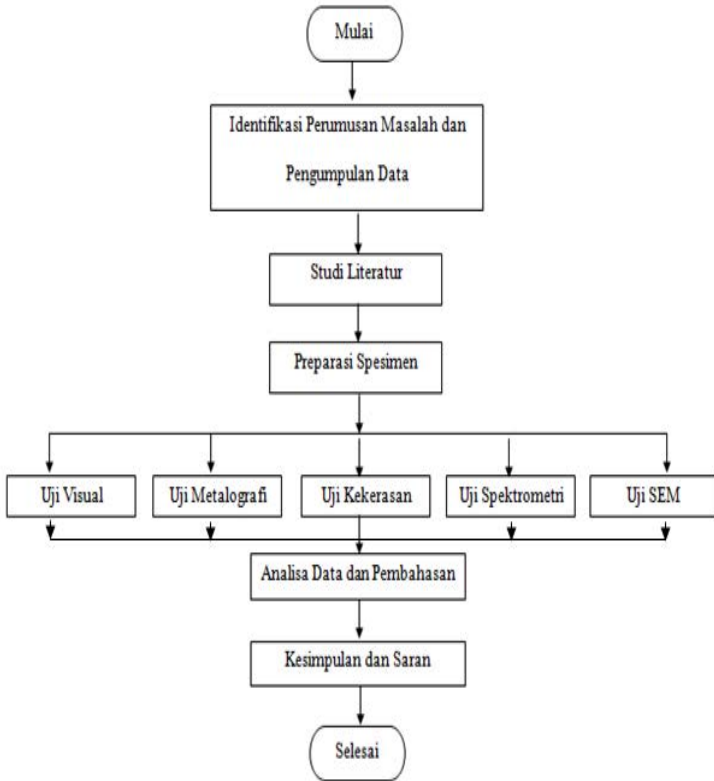 Mulai
Identifikasi Perumusan Masalah dan
Pengumpulan Data
Studi Literatur
Preparasi Spesimen
Uji Visual
Uji Metalografi
Uji Kekerasan
Uji Spektrometri
Uji SEM
Analisa Data dan Pembahasan
Kesimpulan dan Saran
Selesai